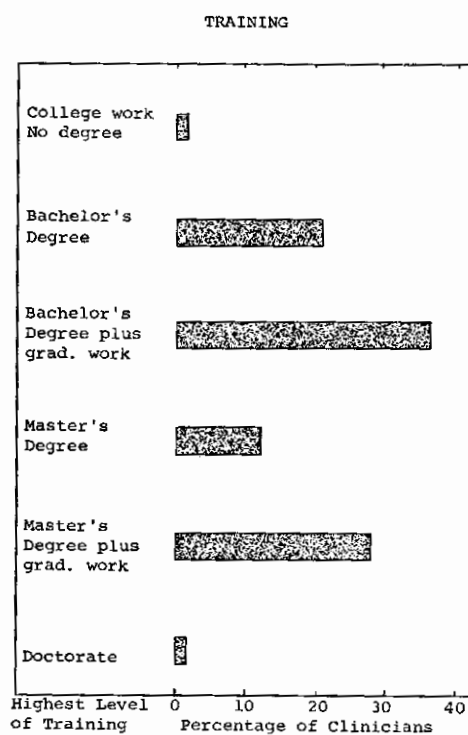 TRAINING
College work
No degree
Bachelor's
Degree
Bachelor's
Degree plus
grad. work
Master's
Degree
Master's
Degree plus
grad. work
Doctorate
0 10 20 30 40
Highest Level
of Training
Percentage of Clinicians